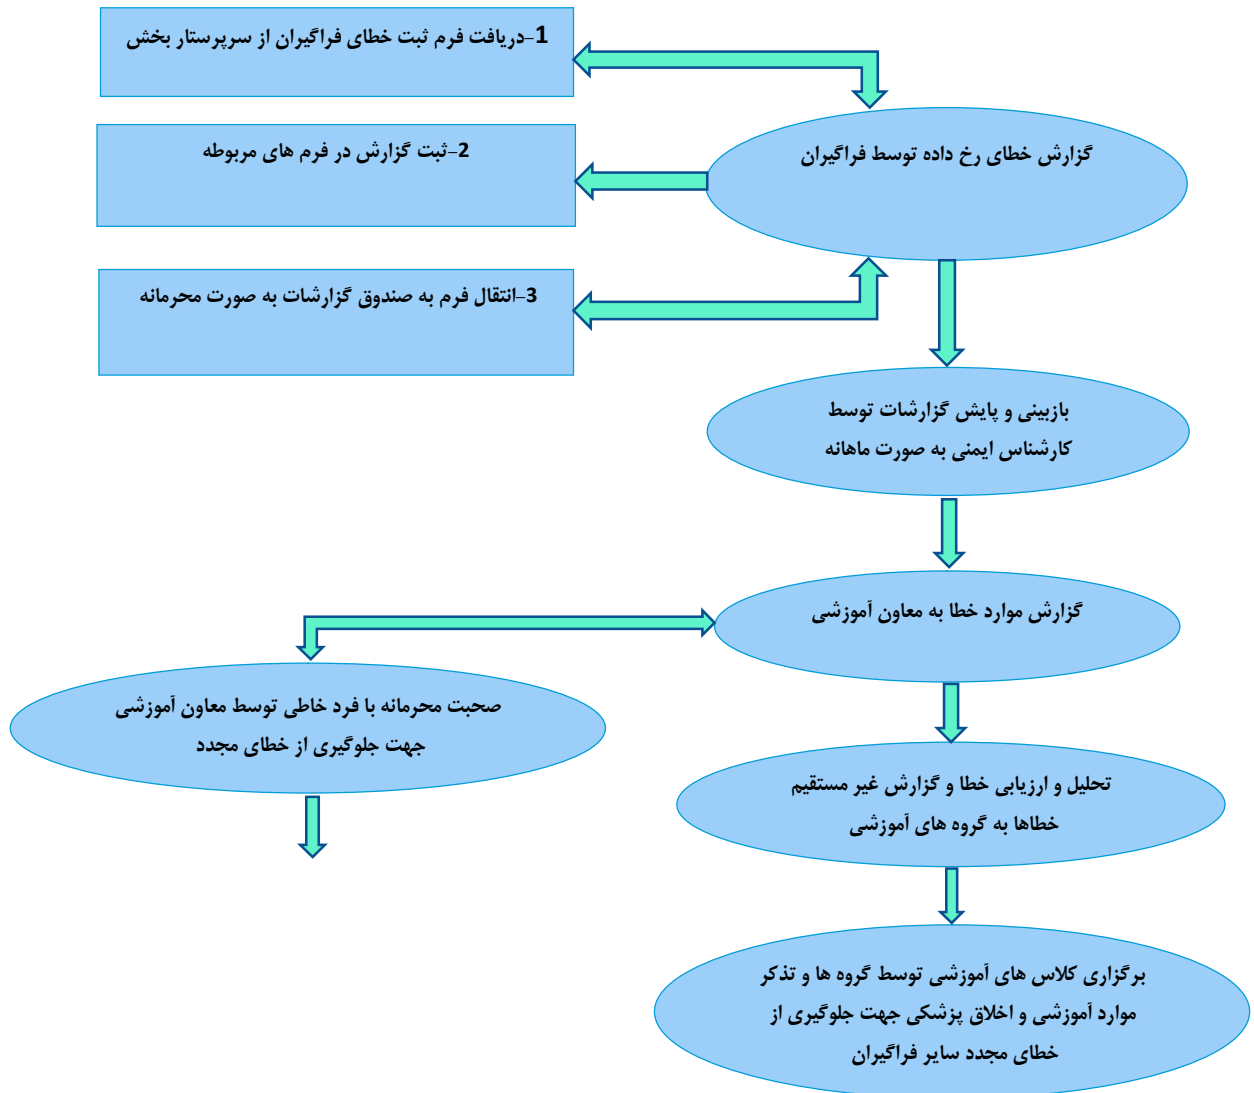 1-دریافت فرم ثبت خطای فراگیران از سرپرستار بخش
گزارش خطای رخ داده توسط فراگیران
2-ثبت گزارش در فرم های مربوطه
3-انتقال فرم به صندوق گزارشات به صورت محرمانه
بازبینی و پایش گزارشات توسط
کارشناس ایمنی به صورت ماهانه
گزارش موارد خطا به معاون آموزشی
صحبت محرمانه با فرد خاطی توسط معاون آموزشی
جهت جلوگیری از خطای مجدد
تحلیل و ارزیابی خطا و گزارش غیر مستقیم
خطاها به گروه های آموزشی
برگزاری کلاس های آموزشی توسط گروه ها و تذکر
موارد آموزشی و اخلاق پزشکی جهت جلوگیری از
خطای مجدد سایر فراگیران